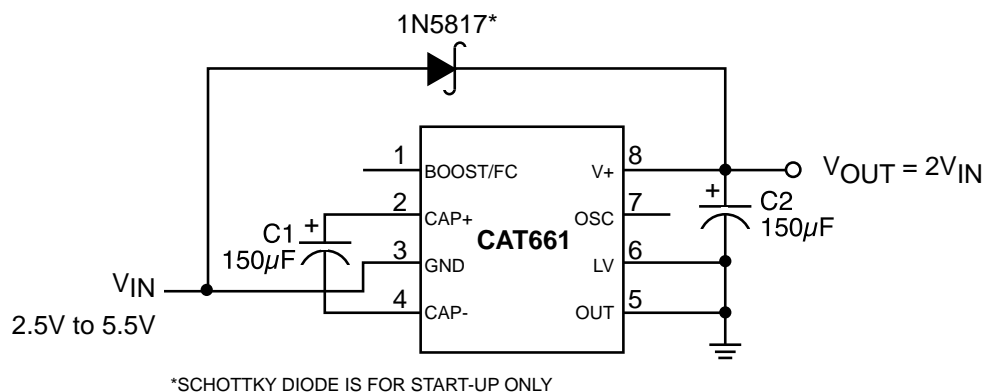 1N5817*
1
BOOST/FC
V+
8
VOUT = 2VIN
2
CAP+
OSC
7
+
C1
150µF
CAT661
+
C2
150µF
3
GND
LV
6
VIN
2.5V to 5.5V
4
CAP-
OUT
5
*SCHOTTKY DIODE IS FOR START-UP ONLY